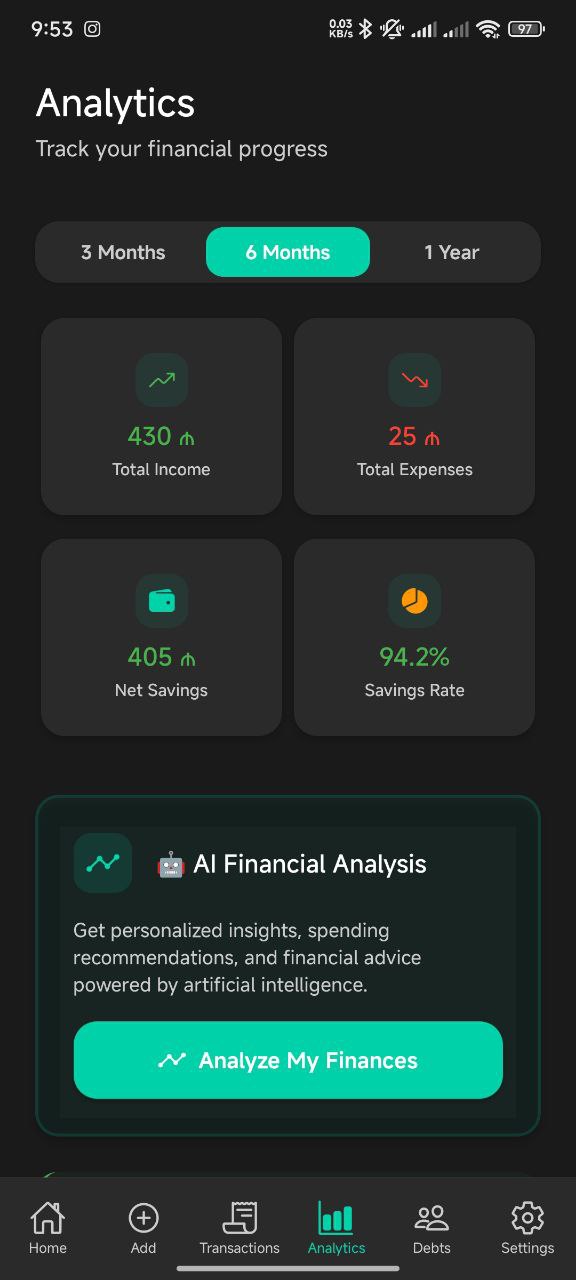 9:53 0.03 KB/s 97
Analytics
Track your financial progress
3 Months 6 Months 1 Year
430 ₼ 25 ₼
Total Income Total Expenses
405 ₼ 94.2%
Net Savings Savings Rate
🤖 AI Financial Analysis
Get personalized insights, spending
recommendations, and financial advice
powered by artificial intelligence.
Analyze My Finances
Home Add Transactions Analytics Debts Settings